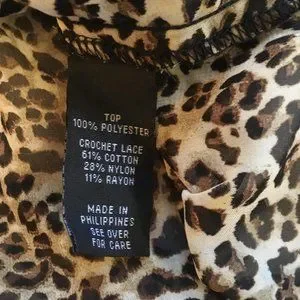 TOP
100% POLYESTER
CROCHET LACE
61% COTTON
28% NYLON
11% RAYON
MADE IN
PHILIPPINES
SEE OVER
FOR CARE